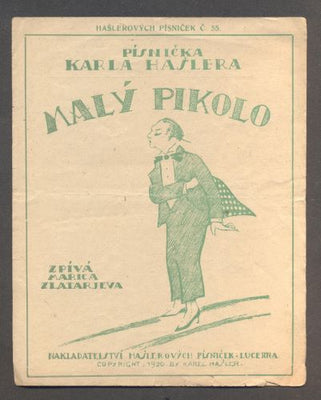 HAŠLEROVÝCH PÍSNIČEK Č. 55.
PÍSNIČKA
KARLA HAŠLERA
MALÝ PIKOLO
ZPÍVÁ
MARICA
ZLATARJEVA
NAKLADATELSTVÍ HAŠLEROVÝCH PÍSNIČEK - LUCERNA
COPYRIGHT, 1920 BY KAREL HAŠLER.